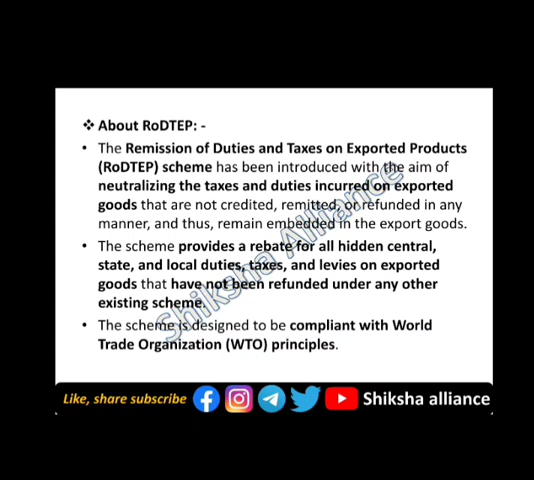 ❖ About RoDTEP: -
• The Remission of Duties and Taxes on Exported Products
(RoDTEP) scheme has been introduced with the aim of
neutralizing the taxes and duties incurred on exported
goods that are not credited, remitted, or refunded in any
manner, and thus, remain embedded in the export goods.
• The scheme provides a rebate for all hidden central,
state, and local duties, taxes, and levies on exported
goods that have not been refunded under any other
existing scheme.
• The scheme is designed to be compliant with World
Trade Organization (WTO) principles.
Shiksha Alliance
Like, share subscribe Shiksha alliance